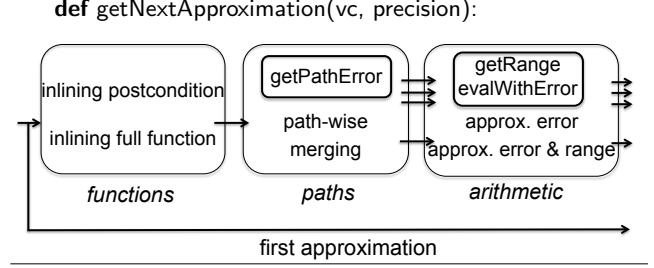 def getNextApproximation(vc, precision):
inlining postcondition
inlining full function
functions
getPathError
path-wise
merging
paths
getRange
evalWithError
approx. error
approx. error & range
arithmetic
first approximation